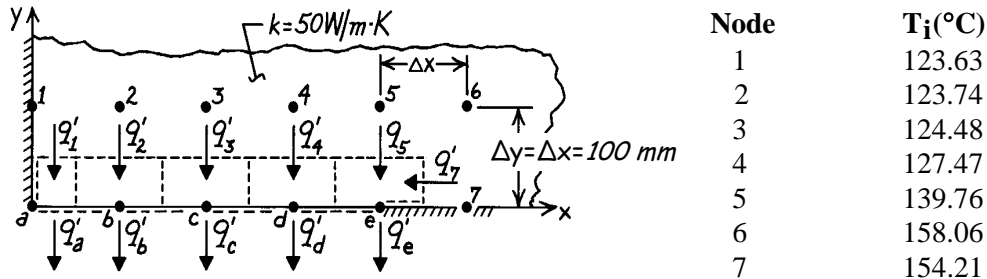 y
k=50W/m·K
Δx
1 2 3 4 5 6
q′1 q′2 q′3 q′4 q5
Δy=Δx=100 mm
q′7
a b c d e 7 x
q′a q′b q′c q′d q′e
Node Ti(°C)
1 123.63
2 123.74
3 124.48
4 127.47
5 139.76
6 158.06
7 154.21